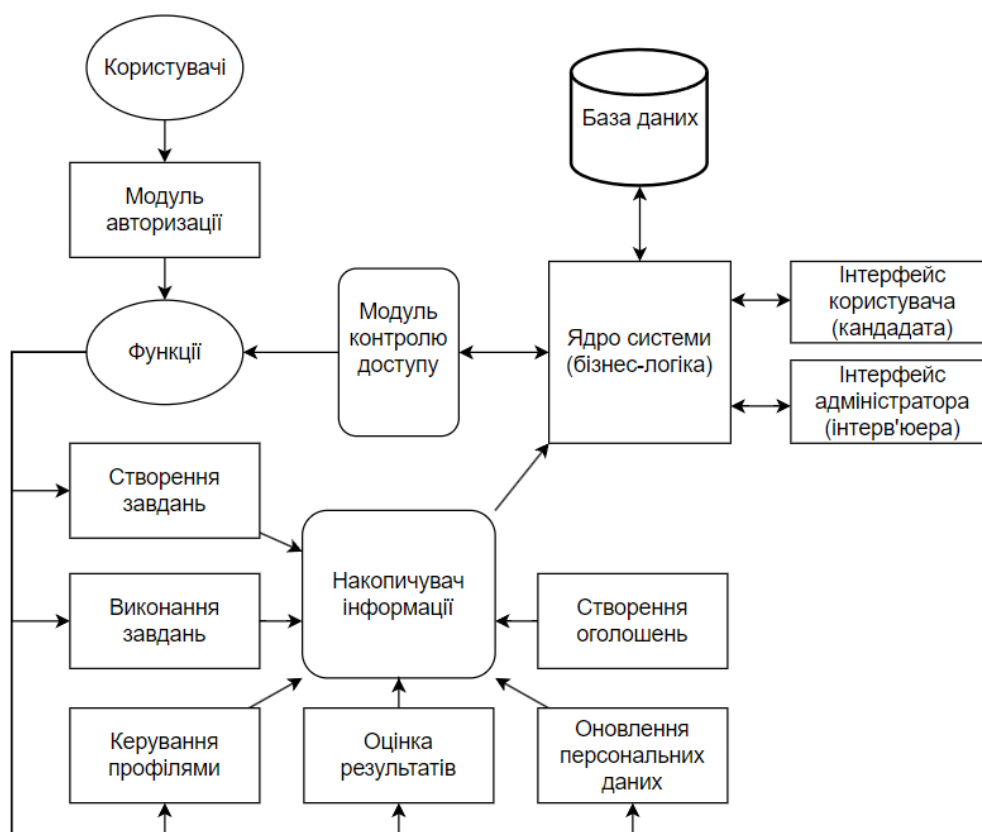 Користувачі
База даних
Модуль
авторизації
Функції
Модуль
контролю
доступу
Ядро системи
(бізнес-логіка)
Інтерфейс
користувача
(кандадата)
Інтерфейс
адміністратора
(інтерв'юера)
Створення
завдань
Накопичувач
інформації
Виконання
завдань
Створення
оголошень
Керування
профілями
Оцінка
результатів
Оновлення
персональних
даних